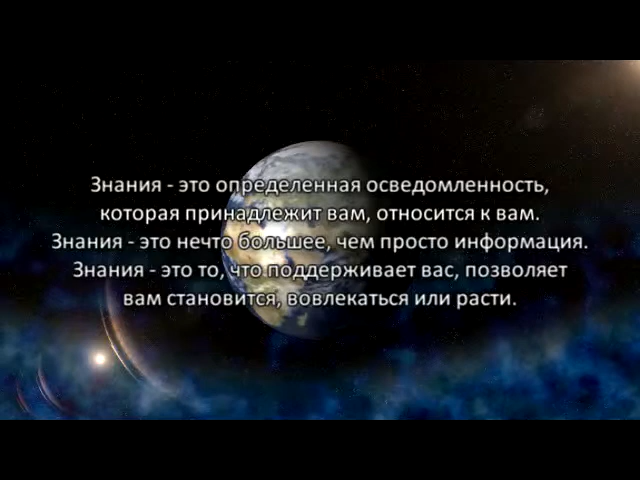 Знания - это определенная осведомленность,
которая принадлежит вам, относится к вам.
Знания - это нечто большее, чем просто информация.
Знания - это то, что поддерживает вас, позволяет
вам становится, вовлекаться или расти.